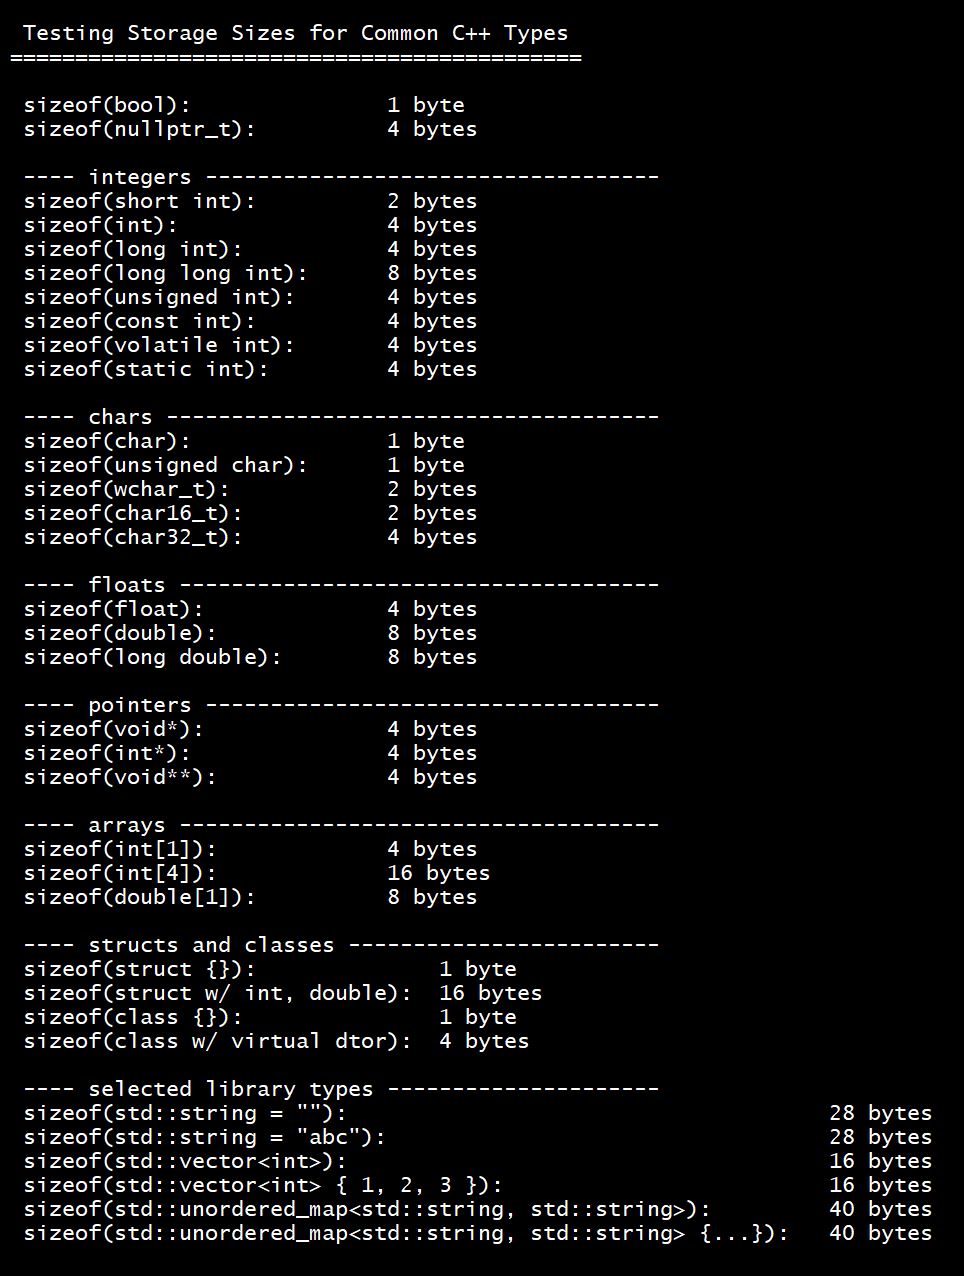 Testing Storage Sizes for Common C++ Types
============================================
sizeof(bool): 1 byte
sizeof(nullptr_t): 4 bytes
---- integers -----------------------------------
sizeof(short int): 2 bytes
sizeof(int): 4 bytes
sizeof(long int): 4 bytes
sizeof(long long int): 8 bytes
sizeof(unsigned int): 4 bytes
sizeof(const int): 4 bytes
sizeof(volatile int): 4 bytes
sizeof(static int): 4 bytes
---- chars --------------------------------------
sizeof(char): 1 byte
sizeof(unsigned char): 1 byte
sizeof(wchar_t): 2 bytes
sizeof(char16_t): 2 bytes
sizeof(char32_t): 4 bytes
---- floats -------------------------------------
sizeof(float): 4 bytes
sizeof(double): 8 bytes
sizeof(long double): 8 bytes
---- pointers -----------------------------------
sizeof(void*): 4 bytes
sizeof(int*): 4 bytes
sizeof(void**): 4 bytes
---- arrays -------------------------------------
sizeof(int[1]): 4 bytes
sizeof(int[4]): 16 bytes
sizeof(double[1]): 8 bytes
---- structs and classes ------------------------
sizeof(struct {}): 1 byte
sizeof(struct w/ int, double): 16 bytes
sizeof(class {}): 1 byte
sizeof(class w/ virtual dtor): 4 bytes
---- selected library types ---------------------
sizeof(std::string = ""): 28 bytes
sizeof(std::string = "abc"): 28 bytes
sizeof(std::vector<int>): 16 bytes
sizeof(std::vector<int> { 1, 2, 3 }): 16 bytes
sizeof(std::unordered_map<std::string, std::string>): 40 bytes
sizeof(std::unordered_map<std::string, std::string> {...}): 40 bytes